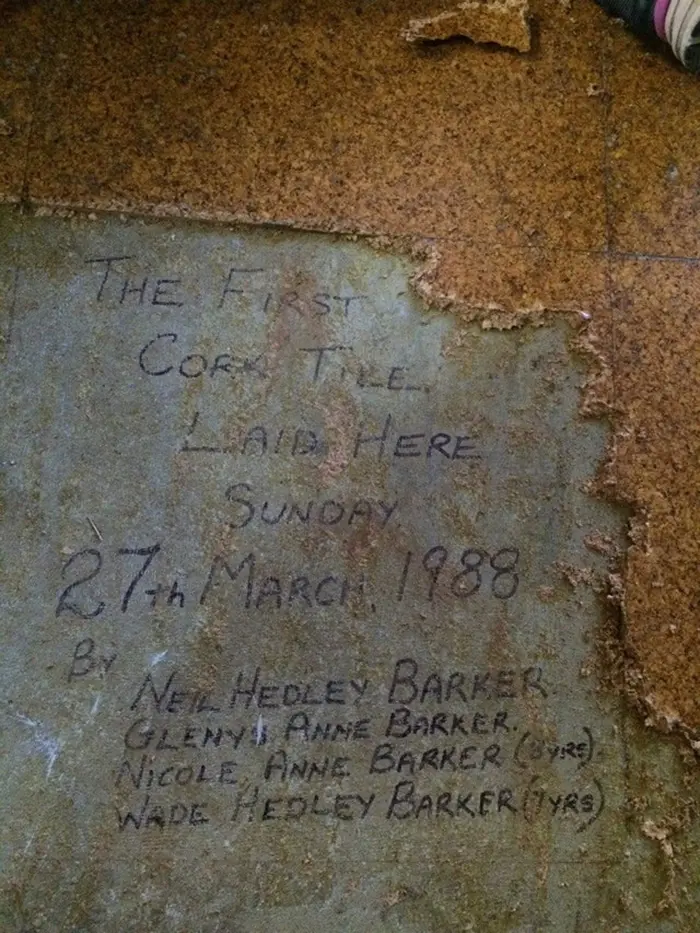 THE FIRST
CORK TILE
LAID HERE
SUNDAY
27th MARCH 1988
BY
NEIL HEDLEY BARKER
GLENYS ANNE BARKER.
NICOLE ANNE BARKER (8YRS).
WADE HEDLEY BARKER (7YRS)